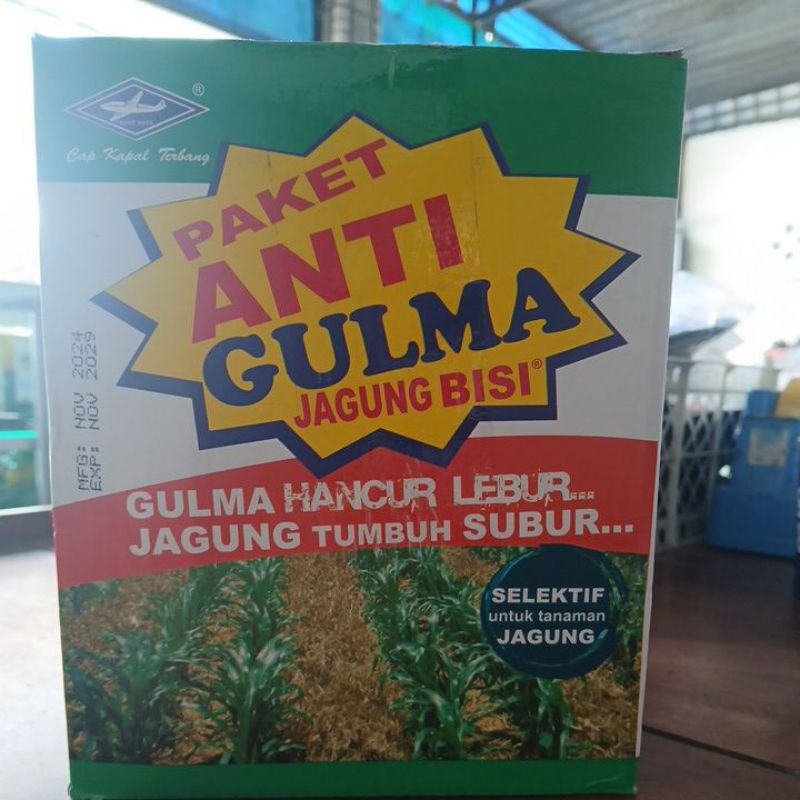 ®
Cap Kapal Terbang
PAKET
ANTI
GULMA
JAGUNG BISI®
MFG: NOV 2024
EXP: NOV 2029
GULMA HANCUR LEBUR...
JAGUNG TUMBUH SUBUR...
SELEKTIF
untuk tanaman
JAGUNG